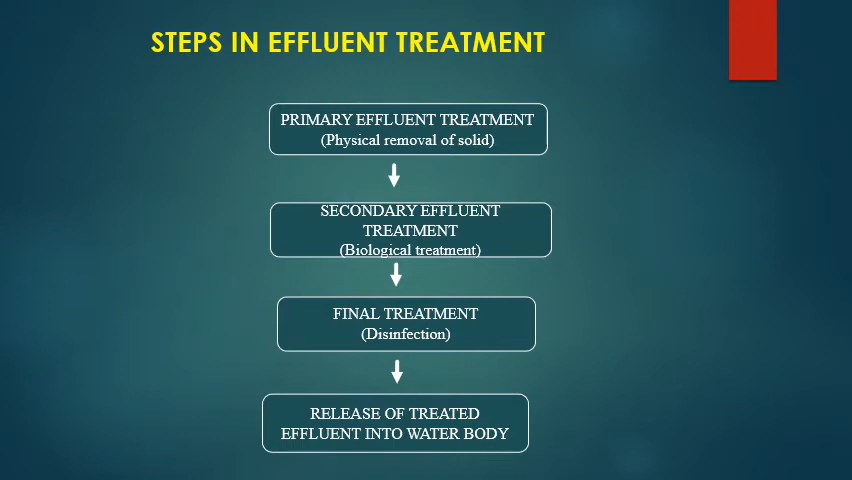 STEPS IN EFFLUENT TREATMENT
PRIMARY EFFLUENT TREATMENT
(Physical removal of solid)
SECONDARY EFFLUENT
TREATMENT
(Biological treatment)
FINAL TREATMENT
(Disinfection)
RELEASE OF TREATED
EFFLUENT INTO WATER BODY